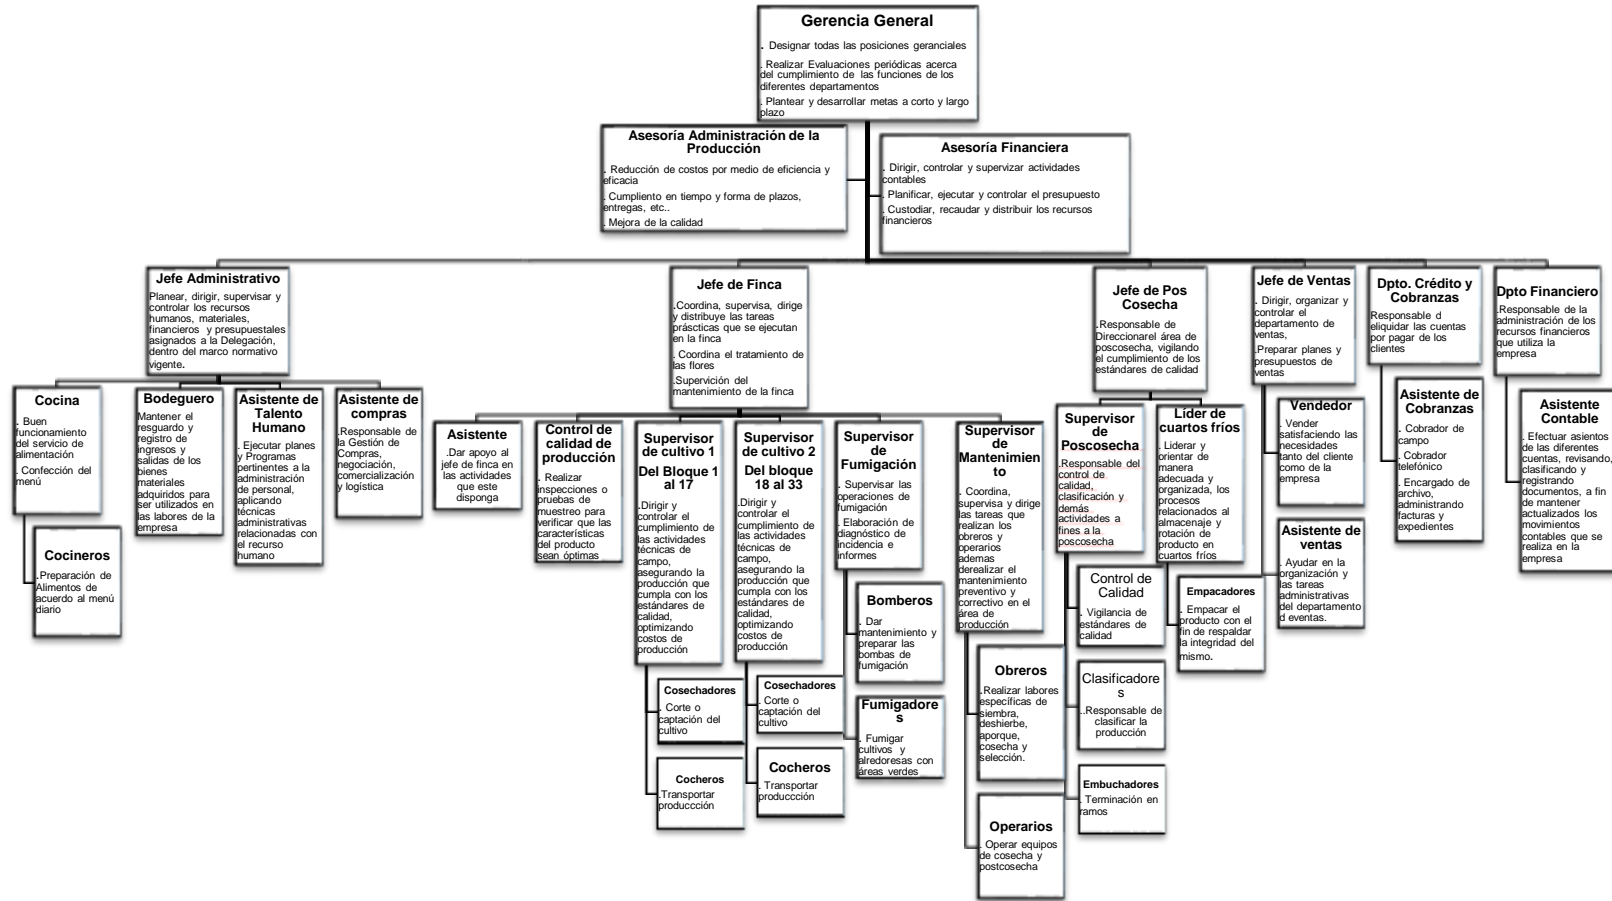 Gerencia General
. Designar todas las posiciones geranciales
. Realizar Evaluaciones periódicas acerca
del cumplimiento de las funciones de los
diferentes departamentos
. Plantear y desarrollar metas a corto y largo
plazo
Asesoría Administración de la
Producción
. Reducción de costos por medio de eficiencia y
eficacia
. Cumpliento en tiempo y forma de plazos,
entregas, etc..
. Mejora de la calidad
Asesoría Financiera
. Dirigir, controlar y supervizar actividades
contables
. Planificar, ejecutar y controlar el presupuesto
. Custodiar, recaudar y distribuir los recursos
financieros
Jefe Administrativo
Planear, dirigir, supervisar y
controlar los recursos
humanos, materiales,
financieros y presupuestales
asignados a la Delegación,
dentro del marco normativo
vigente.
Cocina
. Buen
funcionamiento
del servicio de
alimentación
. Confección del
menú
Cocineros
.Preparación de
Alimentos de
acuerdo al menú
diario
Bodeguero
Mantener el
resguardo y
registro de
ingresos y
salidas de los
bienes
materiales
adquiridos para
ser utilizados en
las labores de la
empresa
Asistente de
Talento
Humano
. Ejecutar planes
y Programas
pertinentes a la
administración
de personal,
aplicando
técnicas
administrativas
relacionadas con
el recurso
humano
Asistente de
compras
.Responsable de
la Gestión de
Compras,
negociación,
comercialización
y logística
Jefe de Finca
.Coordina, supervisa, dirige
y distribuye las tareas
práscticas que se ejecutan
en la finca
. Coordina el tratamiento de
las flores
.Supervición del
mantenimiento de la finca
Asistente
.Dar apoyo al
jefe de finca en
las actividades
que este
disponga
Control de
calidad de
producción
. Realizar
inspecciones o
pruebas de
muestreo para
verificar que las
características
del producto
sean óptimas
Supervisor
de cultivo 1
Del Bloque 1
al 17
.Dirigir y
controlar el
cumplimiento de
las actividades
técnicas de
campo,
asegurando la
producción que
cumpla con los
estándares de
calidad,
optimizando
costos de
producción
Cosechadores
. Corte o
captación del
cultivo
Cocheros
.Transportar
produccción
Supervisor
de cultivo 2
Del bloque
18 al 33
.Dirigir y
controlar el
cumplimiento de
las actividades
técnicas de
campo,
asegurando la
producción que
cumpla con los
estándares de
calidad,
optimizando
costos de
producción
Cosechadores
. Corte o
captación del
cultivo
Cocheros
. Transportar
produccción
Supervisor
de
Fumigación
. Supervisar las
operaciones de
fumigación
. Elaboración de
diagnóstico de
incidencia e
informes
Bomberos
. Dar
mantenimiento y
preparar las
bombas de
fumigación
Fumigadore
s
. Fumigar
cultivos y
alredoresas con
áreas verdes
Supervisor
de
Mantenimien
to
. Coordina,
supervisa y dirige
las tareas que
realizan los
obreros y
operarios
ademas
derealizar el
mantenimiento
preventivo y
correctivo en el
área de
producción
Obreros
.Realizar labores
específicas de
siembra,
deshierbe,
aporque,
cosecha y
selección.
Operarios
. Operar equipos
de cosecha y
postcosecha
Jefe de Pos
Cosecha
.Responsable de
Direccionarel área de
poscosecha, vigilando
el cumplimiento de los
estándares de calidad
Supervisor
de
Poscosecha
.Responsable del
control de
calidad,
clasificación y
demás
actividades a
fines a la
poscosecha
Control de
Calidad
. Vigilancia de
estándares de
calidad
Clasificadore
s
..Responsable de
clasificar la
producción
Embuchadores
. Terminación en
ramos
Líder de
cuartos fríos
. Liderar y
orientar de
manera
adecuada y
organizada, los
procesos
relacionados al
almacenaje y
rotación de
producto en
cuartos fríos
Empacadores
. Empacar el
producto con el
fin de respaldar
la integridad del
mismo.
Jefe de Ventas
. Dirigir, organizar y
controlar el
departamento de
ventas,
.Preparar planes y
presupuestos de
ventas
Vendedor
. Vender
satisfaciendo las
necesidades
tanto del cliente
como de la
empresa
Asistente de
ventas
. Ayudar en la
organización y
las tareas
administrativas
del departamento
d eventas.
Dpto. Crédito y
Cobranzas
Responsable d
eliquidar las cuentas
por pagar de los
clientes
Asistente de
Cobranzas
. Cobrador de
campo
. Cobrador
telefónico
. Encargado de
archivo,
administrando
facturas y
expedientes
Dpto Financiero
.Responsable de la
administración de los
recursos financieros
que utiliza la
empresa
Asistente
Contable
. Efectuar asientos
de las diferentes
cuentas, revisando,
clasificando y
registrando
documentos, a fin
de mantener
actualizados los
movimientos
contables que se
realiza en la
empresa